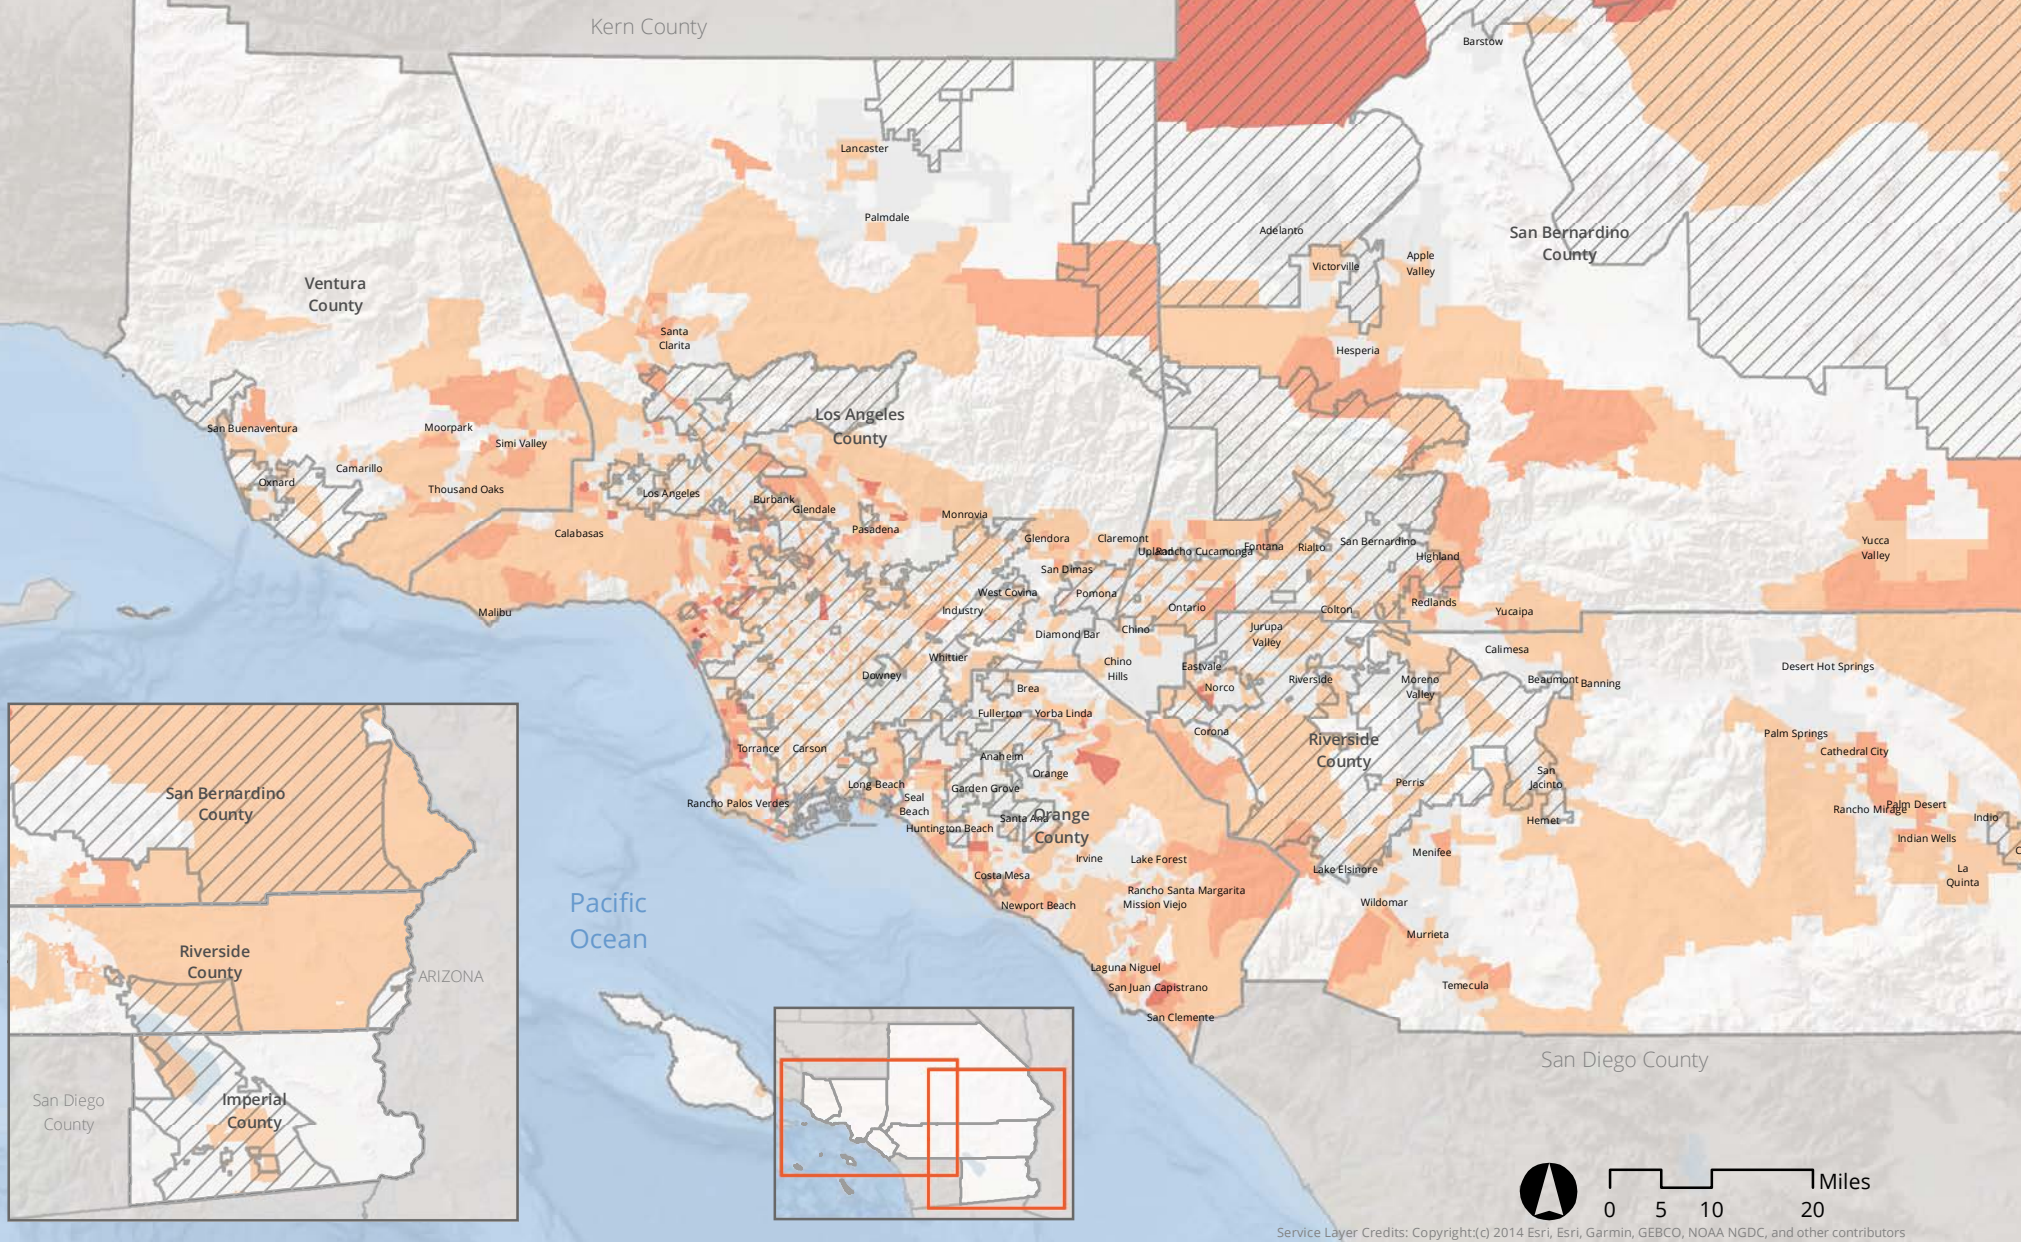 Kern County
Barstow
Lancaster
Palmdale
Adelanto
San Bernardino
County
Victorville
Apple
Valley
Ventura
County
Santa
Clarita
Hesperia
Los Angeles
County
San Buenaventura
Moorpark
Simi Valley
Camarillo
Oxnard
Thousand Oaks
Los Angeles
Burbank
Glendale
Calabasas
Pasadena
Monrovia
Glendora
Claremont
Upland
Rancho Cucamonga
Fontana
Rialto
San Bernardino
Highland
Yucca
Valley
San Dimas
West Covina
Pomona
Malibu
Industry
Ontario
Colton
Redlands
Yucaipa
Diamond Bar
Chino
Jurupa
Valley
Calimesa
Whittier
Chino
Hills
Eastvale
Desert Hot Springs
Downey
Norco
Riverside
Moreno
Valley
Beaumont
Banning
Brea
Fullerton
Yorba Linda
Corona
Palm Springs
Riverside
County
Torrance
Carson
Anaheim
Cathedral City
Orange
Perris
San
Jacinto
Long Beach
Garden Grove
Rancho Palos Verdes
Seal
Beach
Rancho Mirage
Palm Desert
Santa Ana
Orange
County
Huntington Beach
Hemet
Indio
C
Indian Wells
Irvine
Lake Forest
Menifee
Costa Mesa
Lake Elsinore
La
Quinta
Rancho Santa Margarita
Mission Viejo
Newport Beach
Wildomar
Pacific
Ocean
Murrieta
Laguna Niguel
San Juan Capistrano
Temecula
San Clemente
San Diego County
San Bernardino
County
Riverside
County
ARIZONA
San Diego
County
Imperial
County
Miles
0 5 10 20
Service Layer Credits: Copyright:(c) 2014 Esri, Esri, Garmin, GEBCO, NOAA NGDC, and other contributors